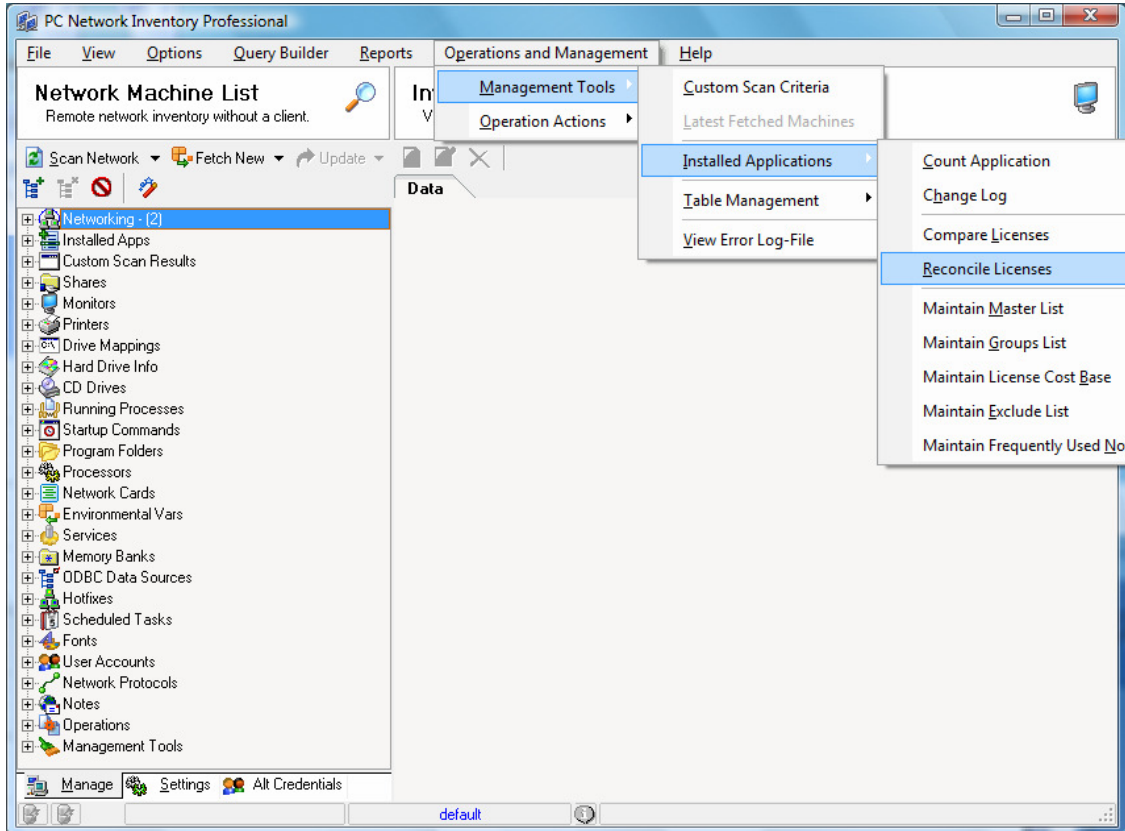 PC Network Inventory Professional
File View Options Query Builder Reports Operations and Management Help
Network Machine List
Remote network inventory without a client.
In
V
Management Tools
Operation Actions
Custom Scan Criteria
Latest Fetched Machines
Installed Applications
Table Management
View Error Log-File
Count Application
Change Log
Compare Licenses
Reconcile Licenses
Maintain Master List
Maintain Groups List
Maintain License Cost Base
Maintain Exclude List
Maintain Frequently Used No
Scan Network Fetch New Update
Data
Networking - (2)
Installed Apps
Custom Scan Results
Shares
Monitors
Printers
Drive Mappings
Hard Drive Info
CD Drives
Running Processes
Startup Commands
Program Folders
Processors
Network Cards
Environmental Vars
Services
Memory Banks
ODBC Data Sources
Hotfixes
Scheduled Tasks
Fonts
User Accounts
Network Protocols
Notes
Operations
Management Tools
Manage Settings Alt Credentials
default